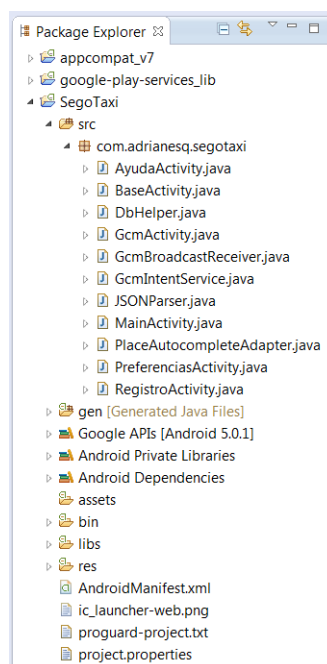 Package Explorer
appcompat_v7
google-play-services_lib
SegoTaxi
src
com.adrianesq.segotaxi
AyudaActivity.java
BaseActivity.java
DbHelper.java
GcmActivity.java
GcmBroadcastReceiver.java
GcmIntentService.java
JSONParser.java
MainActivity.java
PlaceAutocompleteAdapter.java
PreferenciasActivity.java
RegistroActivity.java
gen [Generated Java Files]
Google APIs [Android 5.0.1]
Android Private Libraries
Android Dependencies
assets
bin
libs
res
AndroidManifest.xml
ic_launcher-web.png
proguard-project.txt
project.properties